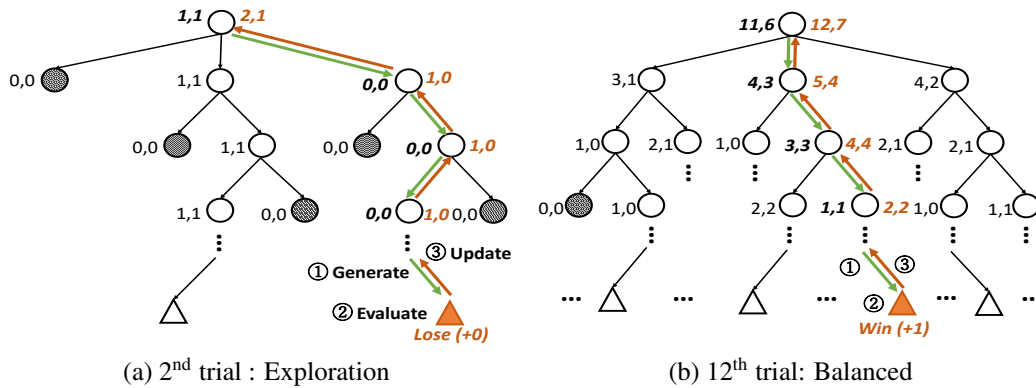 1,1 2,1 11,6 12,7
0,0 1,1 0,0 1,0 3,1 4,3 5,4 4,2
0,0 1,1 0,0 0,0 1,0 1,0 2,1 1,0 3,3 4,4 2,1 2,1
1,1 0,0 0,0 1,0 0,0 0,0 1,0 2,2 1,1 2,2 1,0 1,1
① Generate ③ Update ① ③
② Evaluate ②
Lose (+0) Win (+1)
(a) 2nd trial : Exploration (b) 12th trial: Balanced